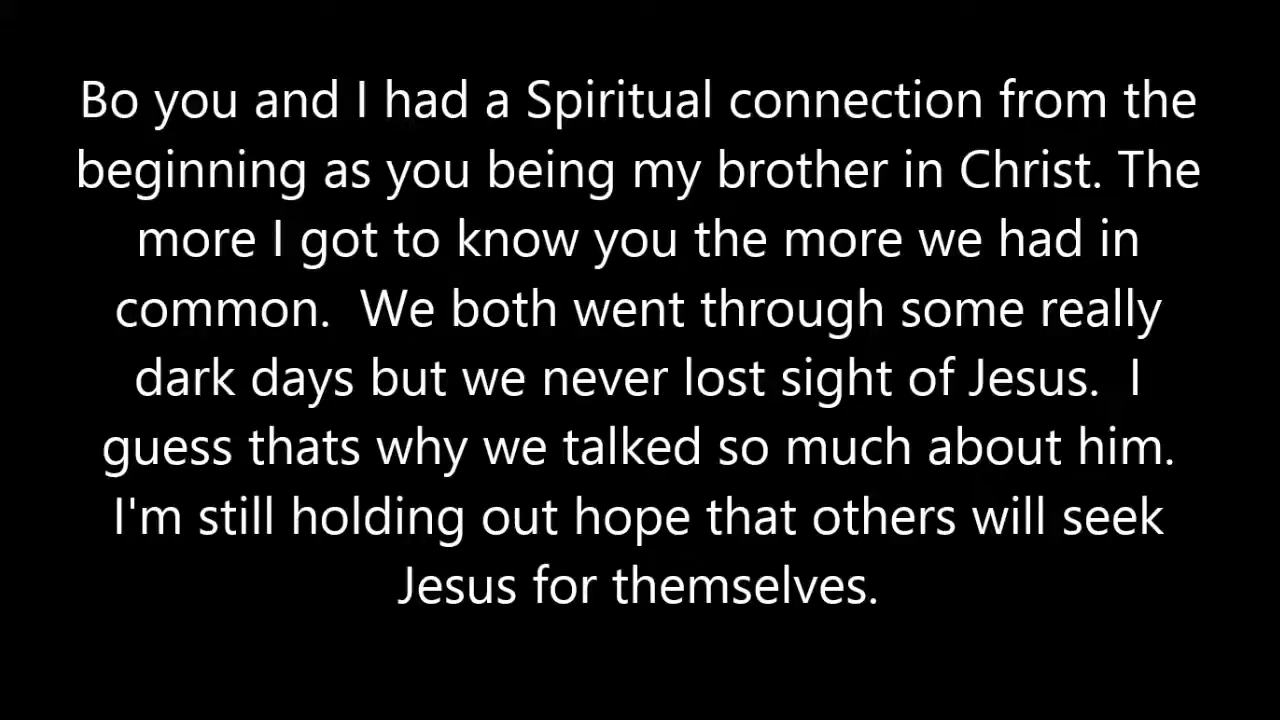 Bo you and I had a Spiritual connection from the
beginning as you being my brother in Christ. The
more I got to know you the more we had in
common.  We both went through some really
dark days but we never lost sight of Jesus.  I
guess thats why we talked so much about him.
I'm still holding out hope that others will seek
Jesus for themselves.